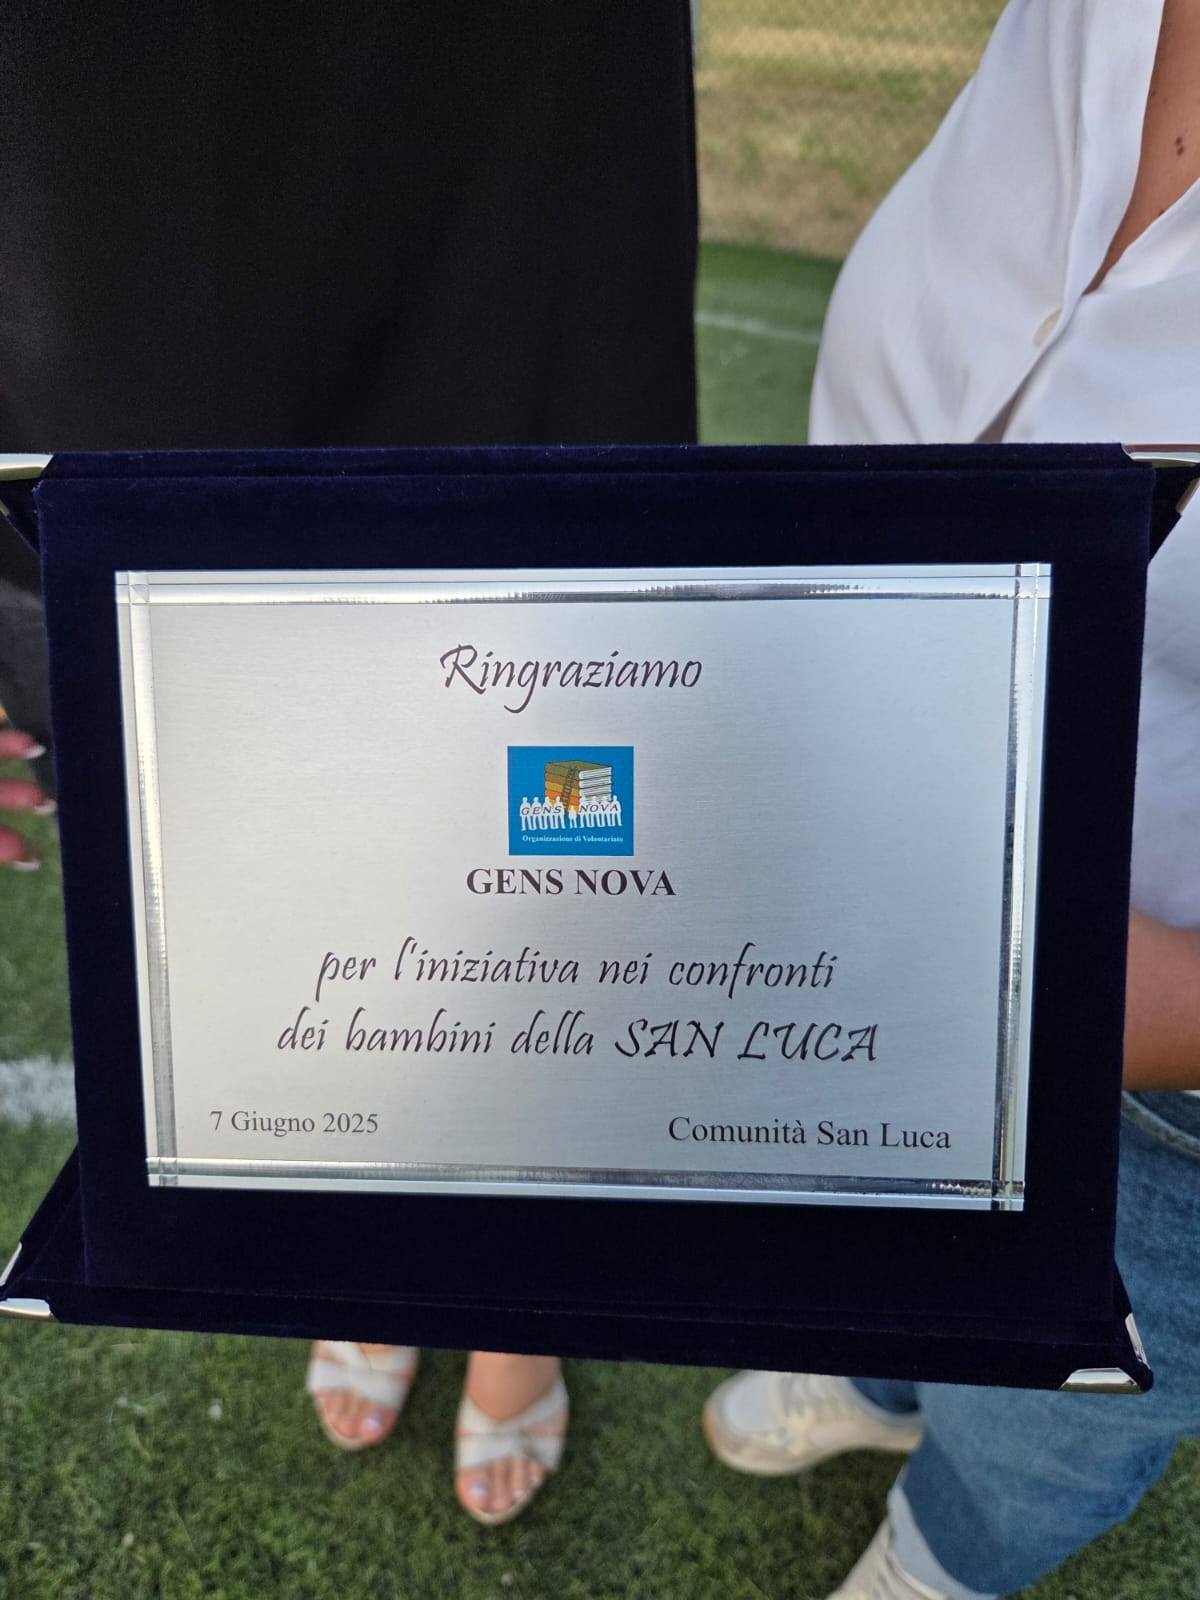 Ringraziamo
GENS NOVA
Organizzazione di Volontariato
GENS NOVA
per l'iniziativa nei confronti
dei bambini della SAN LUCA
7 Giugno 2025
Comunità San Luca